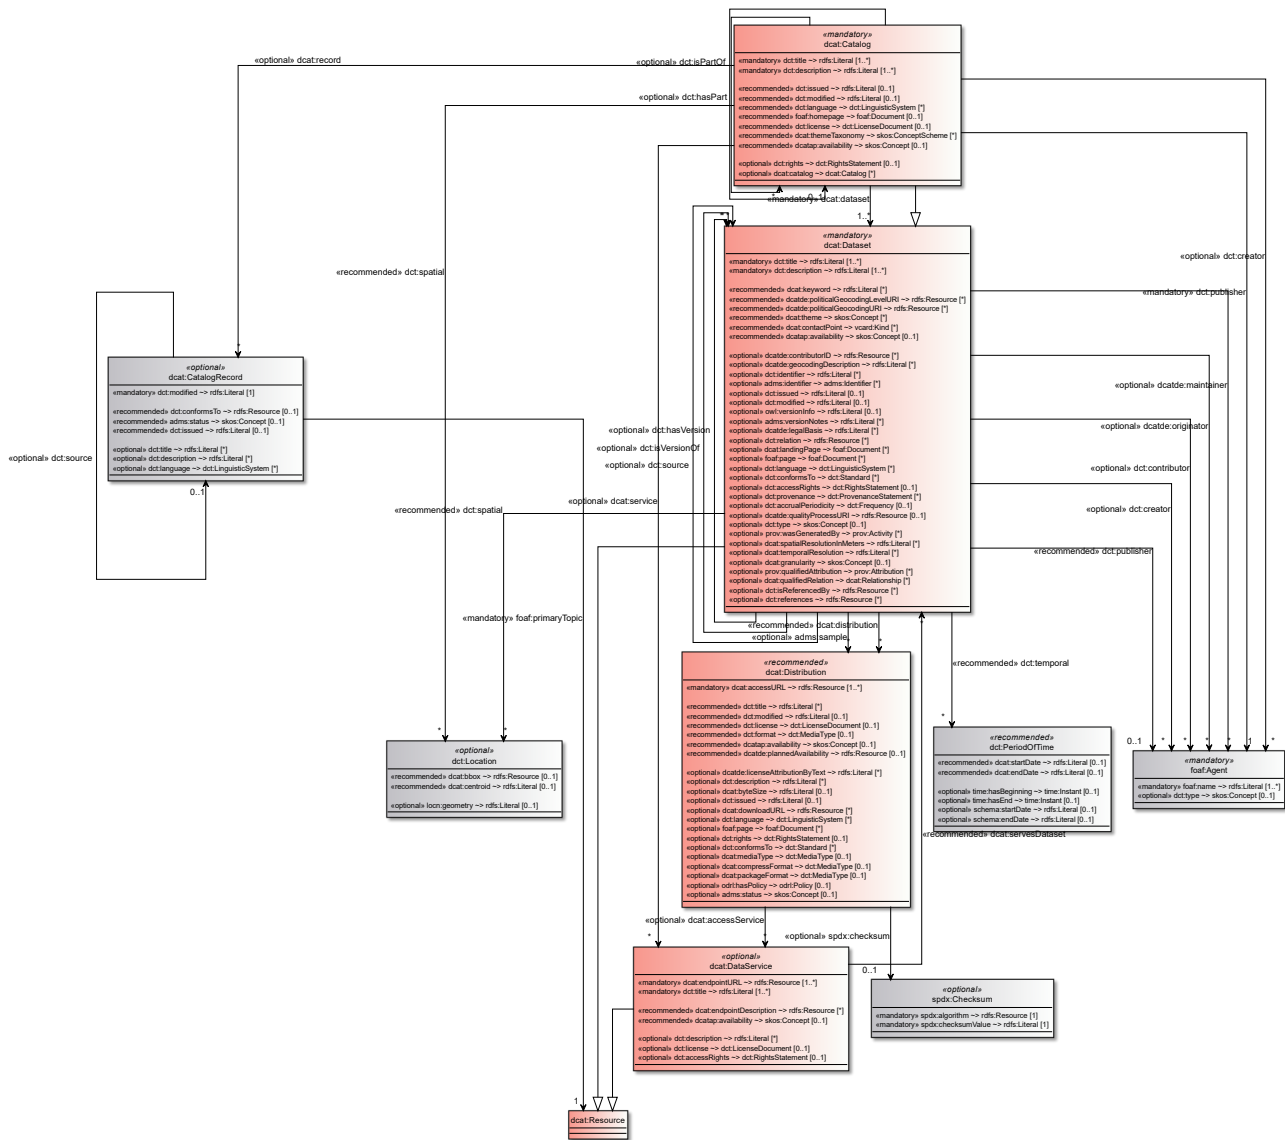 «mandatory»
dcat:Catalog
«mandatory» dct:title ~> rdfs:Literal [1..*]
«mandatory» dct:description ~> rdfs:Literal [1..*]
«recommended» dct:issued ~> rdfs:Literal [0..1]
«recommended» dct:modified ~> rdfs:Literal [0..1]
«recommended» dct:language ~> dct:LinguisticSystem [*]
«recommended» foaf:homepage ~> foaf:Document [0..1]
«recommended» dct:license ~> dct:LicenseDocument [0..1]
«recommended» dcat:themeTaxonomy ~> skos:ConceptScheme [*]
«recommended» dcatap:availability ~> skos:Concept [0..1]
«optional» dct:rights ~> dct:RightsStatement [0..1]
«optional» dcat:catalog ~> dcat:Catalog [*]
«optional» dcat:record
«optional» dct:isPartOf
«optional» dct:hasPart
*
0..1
«mandatory» dcat:dataset
1..*
«mandatory»
dcat:Dataset
«mandatory» dct:title ~> rdfs:Literal [1..*]
«mandatory» dct:description ~> rdfs:Literal [1..*]
«recommended» dcat:keyword ~> rdfs:Literal [*]
«recommended» dcatde:politicalGeocodingLevelURI ~> rdfs:Resource [*]
«recommended» dcatde:politicalGeocodingURI ~> rdfs:Resource [*]
«recommended» dcat:theme ~> skos:Concept [*]
«recommended» dcat:contactPoint ~> vcard:Kind [*]
«recommended» dcatap:availability ~> skos:Concept [0..1]
«optional» dcatde:contributorID ~> rdfs:Resource [*]
«optional» dcatde:geocodingDescription ~> rdfs:Literal [*]
«optional» dct:identifier ~> rdfs:Literal [*]
«optional» adms:identifier ~> adms:Identifier [*]
«optional» dct:issued ~> rdfs:Literal [0..1]
«optional» dct:modified ~> rdfs:Literal [0..1]
«optional» owl:versionInfo ~> rdfs:Literal [0..1]
«optional» adms:versionNotes ~> rdfs:Literal [*]
«optional» dcatde:legalBasis ~> rdfs:Literal [*]
«optional» dct:relation ~> rdfs:Resource [*]
«optional» dcat:landingPage ~> foaf:Document [*]
«optional» foaf:page ~> foaf:Document [*]
«optional» dct:language ~> dct:LinguisticSystem [*]
«optional» dct:conformsTo ~> dct:Standard [*]
«optional» dct:accessRights ~> dct:RightsStatement [0..1]
«optional» dct:provenance ~> dct:ProvenanceStatement [*]
«optional» dct:accrualPeriodicity ~> dct:Frequency [0..1]
«optional» dcatde:qualityProcessURI ~> rdfs:Resource [0..1]
«optional» dct:type ~> skos:Concept [0..1]
«optional» prov:wasGeneratedBy ~> prov:Activity [*]
«optional» dcat:spatialResolutionInMeters ~> rdfs:Literal [*]
«optional» dcat:temporalResolution ~> rdfs:Literal [*]
«optional» dcat:granularity ~> skos:Concept [0..1]
«optional» prov:qualifiedAttribution ~> prov:Attribution [*]
«optional» dcat:qualifiedRelation ~> dcat:Relationship [*]
«optional» dct:isReferencedBy ~> rdfs:Resource [*]
«optional» dct:references ~> rdfs:Resource [*]
«optional» dct:creator
«recommended» dct:spatial
«mandatory» dct:publisher
*
«optional»
dcat:CatalogRecord
«mandatory» dct:modified ~> rdfs:Literal [1]
«recommended» dct:conformsTo ~> rdfs:Resource [0..1]
«recommended» adms:status ~> skos:Concept [0..1]
«recommended» dct:issued ~> rdfs:Literal [0..1]
«optional» dct:title ~> rdfs:Literal [*]
«optional» dct:description ~> rdfs:Literal [*]
«optional» dct:language ~> dct:LinguisticSystem [*]
«optional» dct:source
0..1
«optional» dcatde:maintainer
«optional» dct:hasVersion
«optional» dcatde:originator
«optional» dct:isVersionOf
«optional» dct:source
«optional» dct:contributor
«optional» dcat:service
«recommended» dct:spatial
«optional» dct:creator
«recommended» dct:publisher
«mandatory» foaf:primaryTopic
«recommended» dcat:distribution
«optional» adms:sample
*
*
«recommended»
dcat:Distribution
«mandatory» dcat:accessURL ~> rdfs:Resource [1..*]
«recommended» dct:title ~> rdfs:Literal [*]
«recommended» dct:modified ~> rdfs:Literal [0..1]
«recommended» dct:license ~> dct:LicenseDocument [0..1]
«recommended» dct:format ~> dct:MediaType [0..1]
«recommended» dcatap:availability ~> skos:Concept [0..1]
«recommended» dcatde:plannedAvailability ~> rdfs:Resource [0..1]
«optional» dcatde:licenseAttributionByText ~> rdfs:Literal [*]
«optional» dct:description ~> rdfs:Literal [*]
«optional» dcat:byteSize ~> rdfs:Literal [0..1]
«optional» dct:issued ~> rdfs:Literal [0..1]
«optional» dcat:downloadURL ~> rdfs:Resource [*]
«optional» dct:language ~> dct:LinguisticSystem [*]
«optional» foaf:page ~> foaf:Document [*]
«optional» dct:rights ~> dct:RightsStatement [0..1]
«optional» dct:conformsTo ~> dct:Standard [*]
«optional» dcat:mediaType ~> dct:MediaType [0..1]
«optional» dcat:compressFormat ~> dct:MediaType [0..1]
«optional» dcat:packageFormat ~> dct:MediaType [0..1]
«optional» odrl:hasPolicy ~> odrl:Policy [0..1]
«optional» adms:status ~> skos:Concept [0..1]
«recommended» dct:temporal
*
*
*
«optional»
dct:Location
«recommended» dcat:bbox ~> rdfs:Resource [0..1]
«recommended» dcat:centroid ~> rdfs:Literal [0..1]
«optional» locn:geometry ~> rdfs:Literal [0..1]
«recommended»
dct:PeriodOfTime
«recommended» dcat:startDate ~> rdfs:Literal [0..1]
«recommended» dcat:endDate ~> rdfs:Literal [0..1]
«optional» time:hasBeginning ~> time:Instant [0..1]
«optional» time:hasEnd ~> time:Instant [0..1]
«optional» schema:startDate ~> rdfs:Literal [0..1]
«optional» schema:endDate ~> rdfs:Literal [0..1]
0..1 * * * * 1 *
«mandatory»
foaf:Agent
«mandatory» foaf:name ~> rdfs:Literal [1..*]
«optional» dct:type ~> skos:Concept [0..1]
«recommended» dcat:servesDataset
«optional» dcat:accessService
*
*
«optional» spdx:checksum
0..1
«optional»
dcat:DataService
«mandatory» dcat:endpointURL ~> rdfs:Resource [1..*]
«mandatory» dct:title ~> rdfs:Literal [1..*]
«recommended» dcat:endpointDescription ~> rdfs:Resource [*]
«recommended» dcatap:availability ~> skos:Concept [0..1]
«optional» dct:description ~> rdfs:Literal [*]
«optional» dct:license ~> dct:LicenseDocument [0..1]
«optional» dct:accessRights ~> dct:RightsStatement [0..1]
«optional»
spdx:Checksum
«mandatory» spdx:algorithm ~> rdfs:Resource [1]
«mandatory» spdx:checksumValue ~> rdfs:Literal [1]
1
dcat:Resource